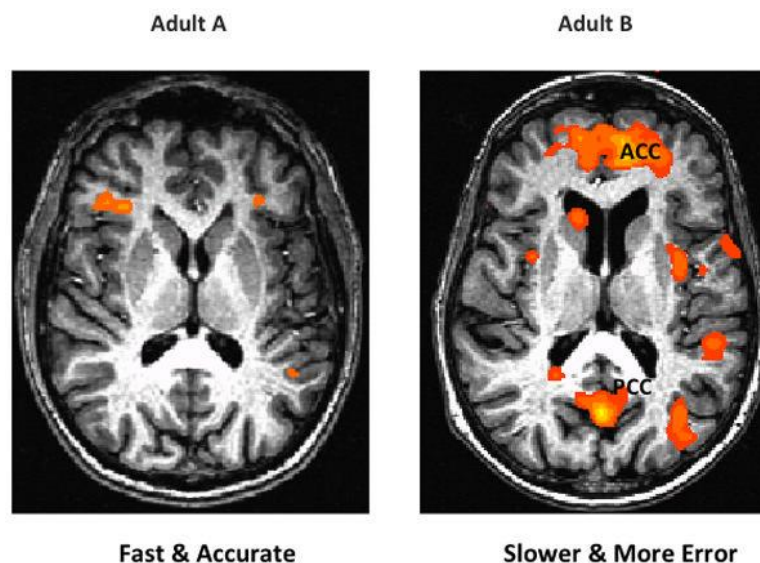 Adult A
Adult B
ACC
PCC
Fast & Accurate
Slower & More Error